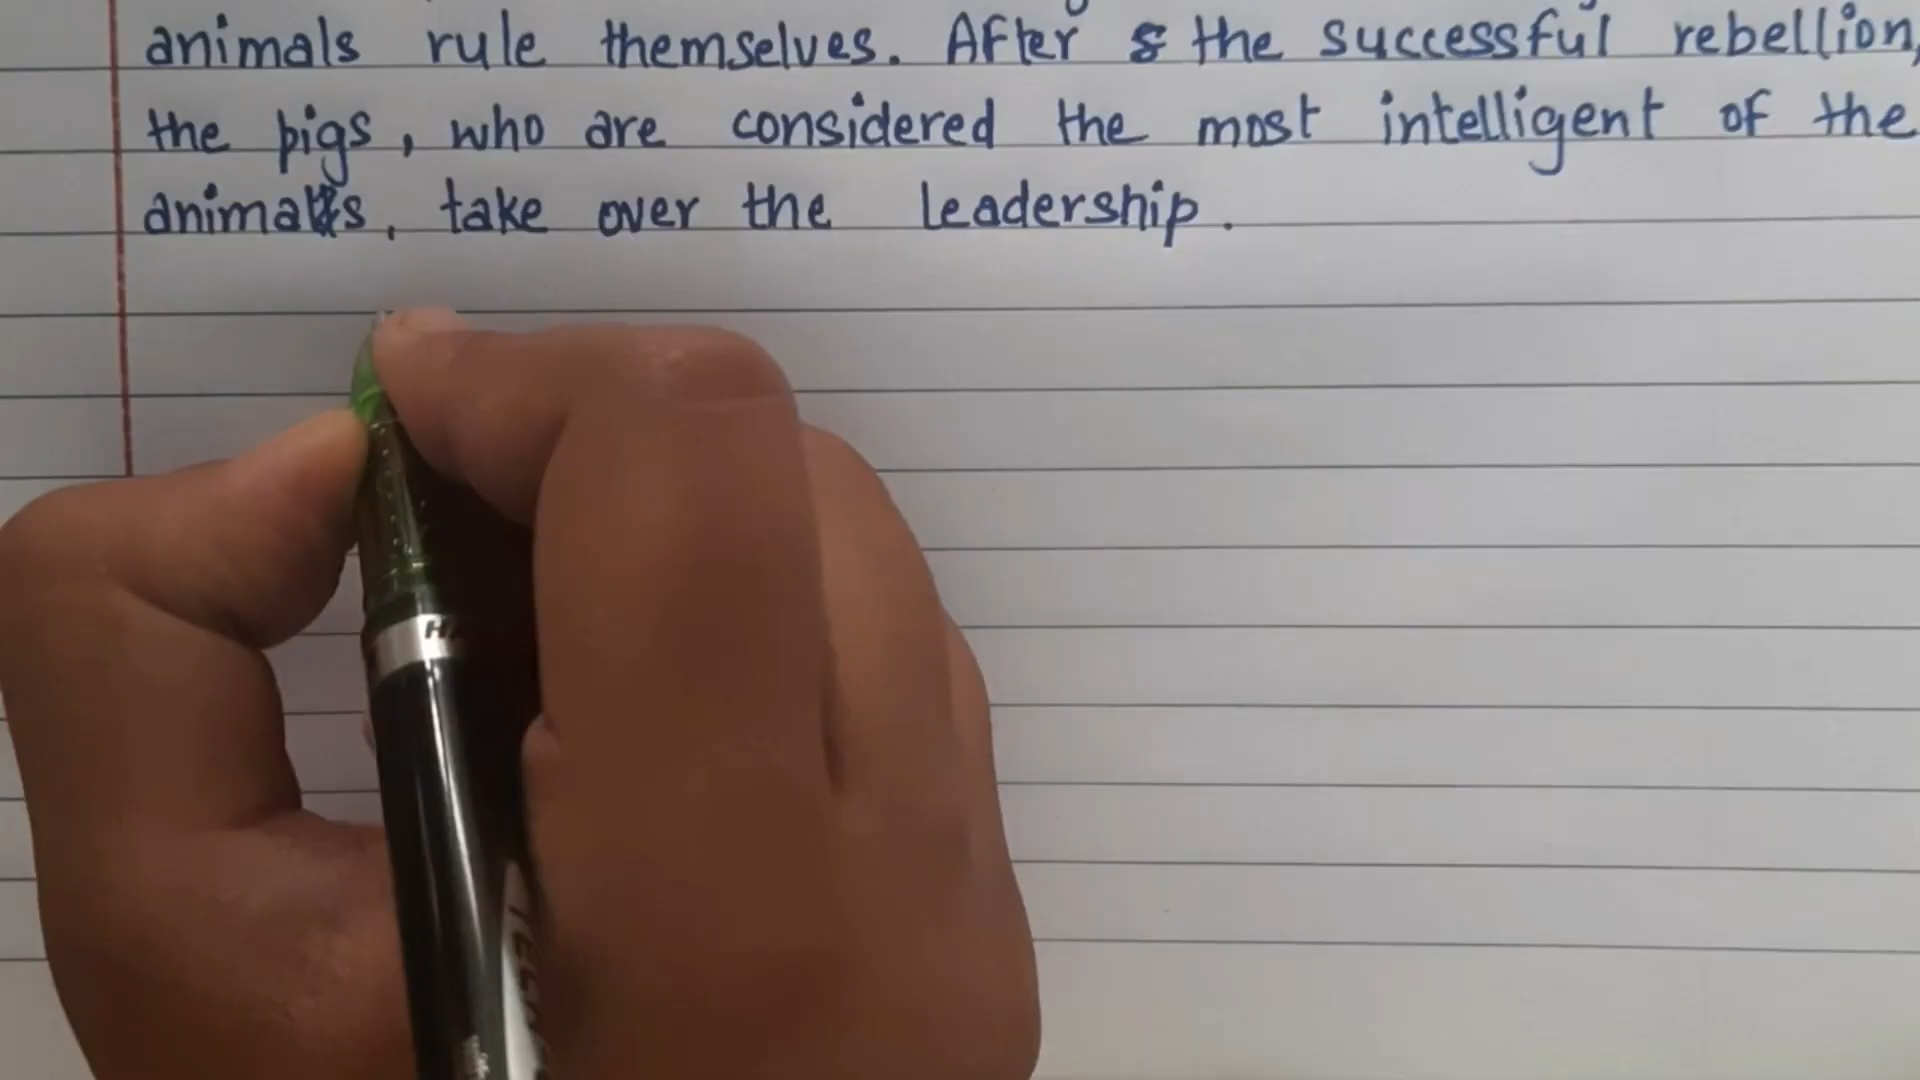 animals rule themselves. After s the successful rebellion,
the pigs, who are considered the most intelligent of the
animals, take over the leadership.